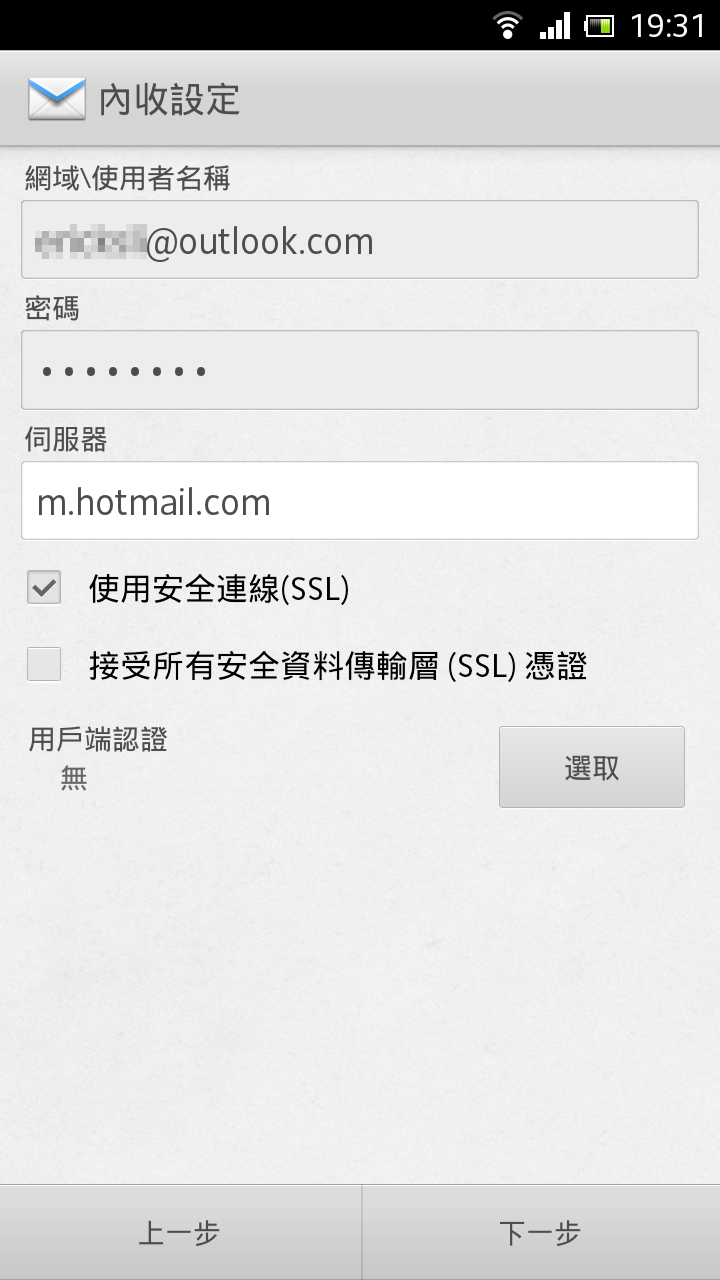 19:31
內收設定
網域\使用者名稱
@outlook.com
密碼
••••••••
伺服器
m.hotmail.com
使用安全連線(SSL)
接受所有安全資料傳輸層 (SSL) 憑證
用戶端認證
無
選取
上一步
下一步